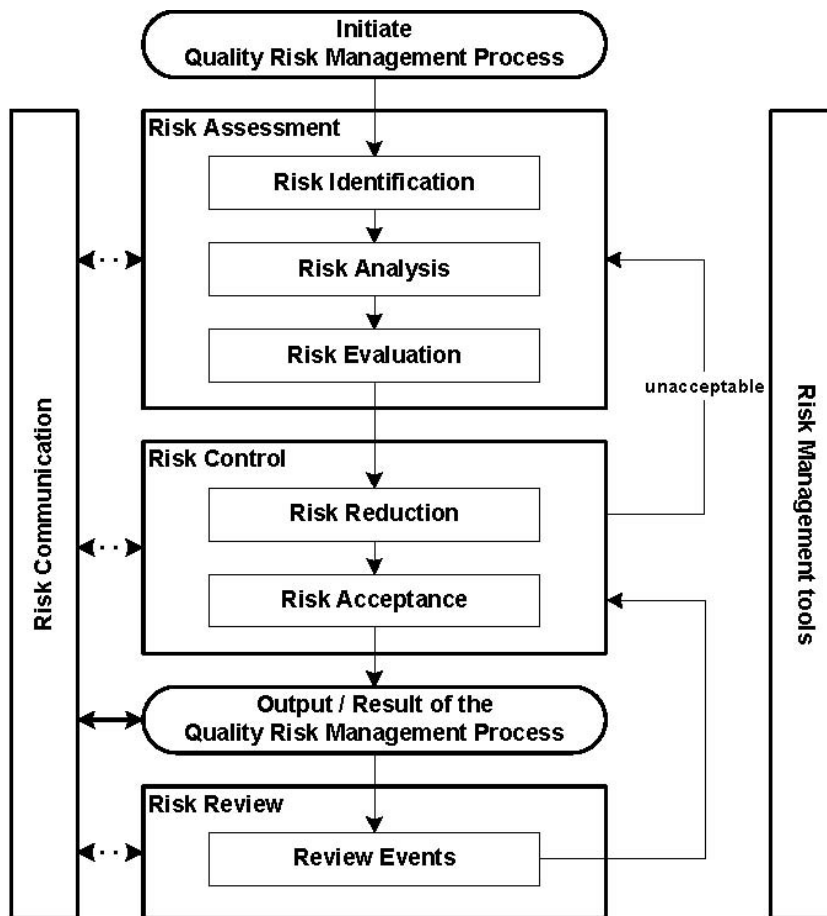 Initiate
Quality Risk Management Process
Risk Assessment
Risk Identification
Risk Analysis
Risk Evaluation
unacceptable
Risk Communication
Risk Management tools
Risk Control
Risk Reduction
Risk Acceptance
Output / Result of the
Quality Risk Management Process
Risk Review
Review Events